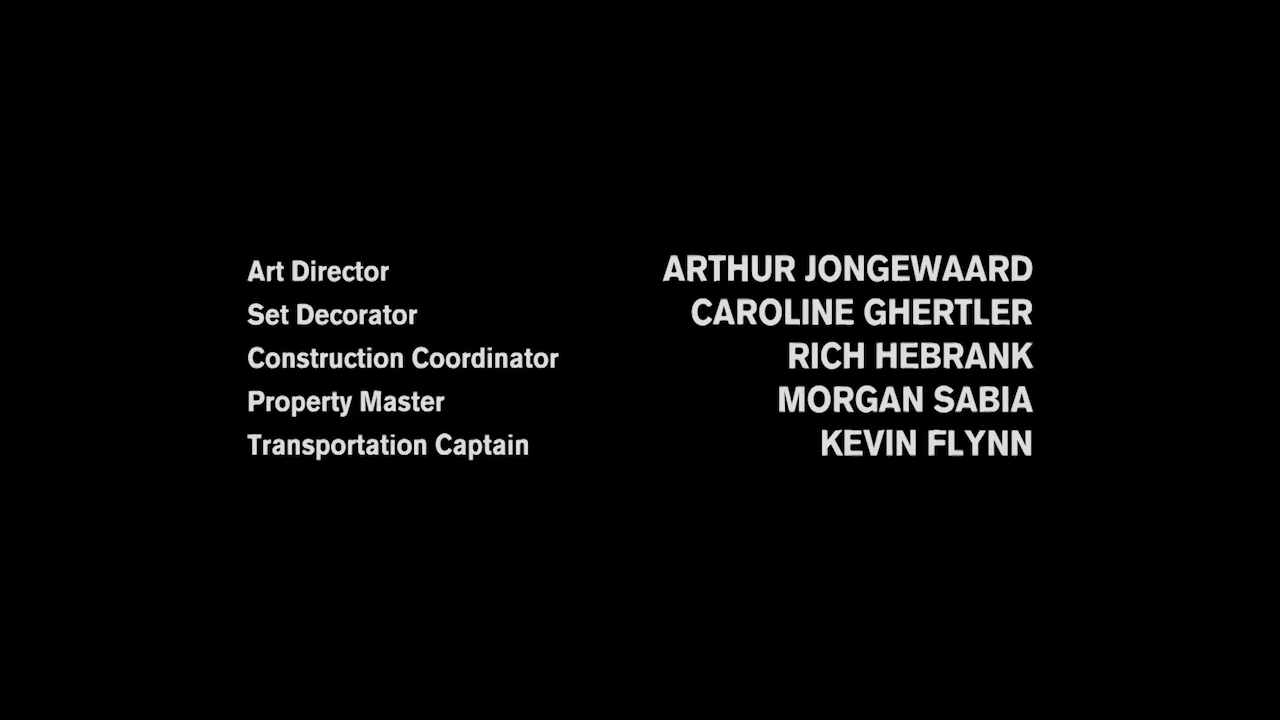 Art Director ARTHUR JONGEWAARD
Set Decorator CAROLINE GHERTLER
Construction Coordinator RICH HEBRANK
Property Master MORGAN SABIA
Transportation Captain KEVIN FLYNN